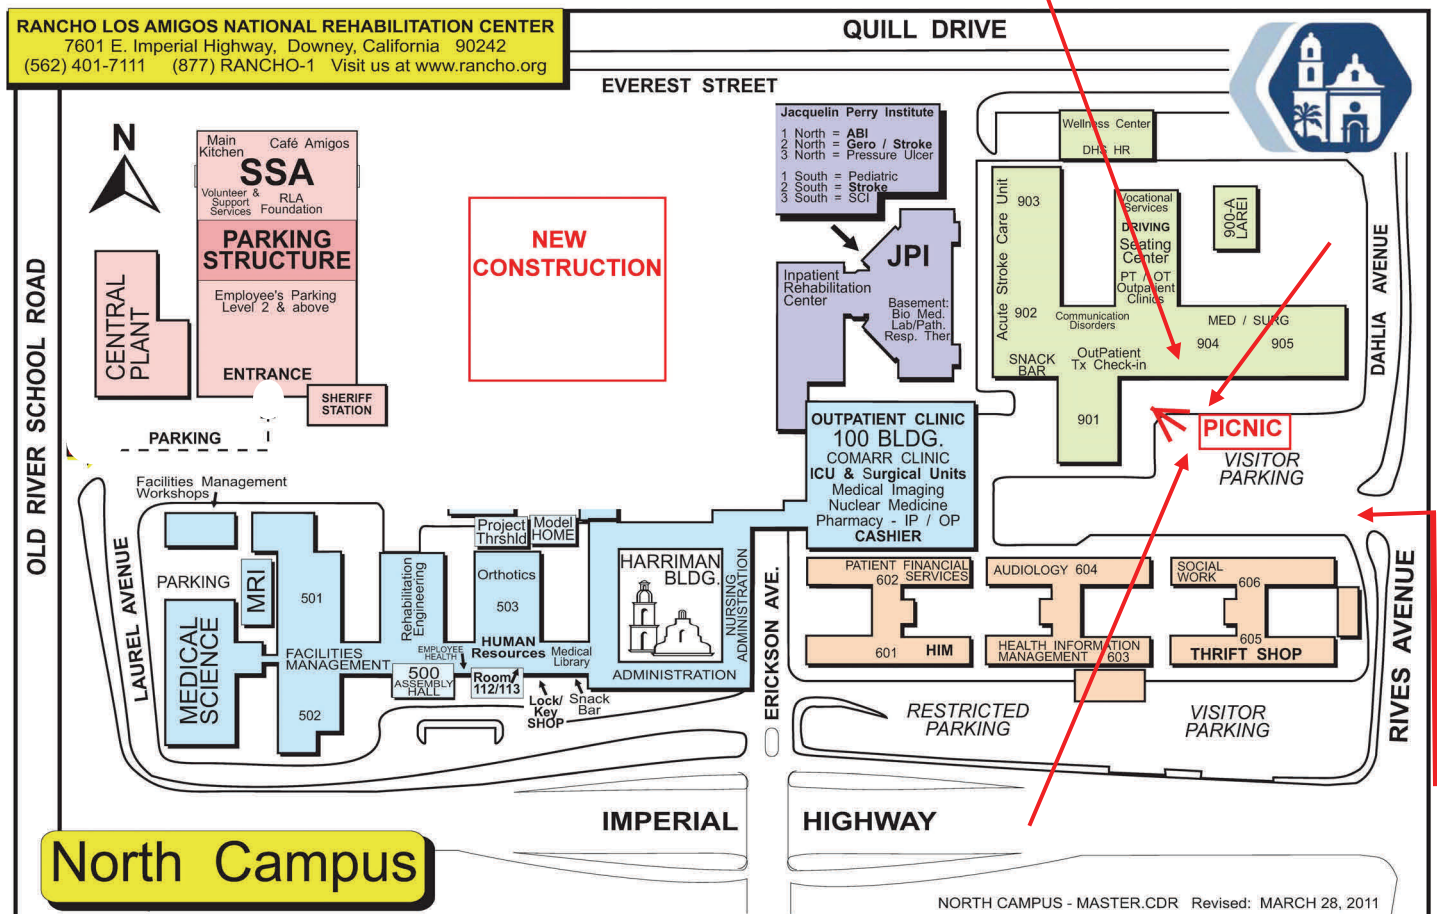 RANCHO LOS AMIGOS NATIONAL REHABILITATION CENTER
7601 E. Imperial Highway, Downey, California 90242
(562) 401-7111 (877) RANCHO-1 Visit us at www.rancho.org
QUILL DRIVE
EVEREST STREET
OLD RIVER SCHOOL ROAD
N
Main
Kitchen
Café Amigos
SSA
Volunteer &
Support
Services
RLA
Foundation
PARKING
STRUCTURE
Employee's Parking
Level 2 & above
ENTRANCE
CENTRAL
PLANT
SHERIFF
STATION
PARKING
NEW
CONSTRUCTION
Jacquelin Perry Institute
1 North = ABI
2 North = Gero / Stroke
3 North = Pressure Ulcer
1 South = Pediatric
2 South = Stroke
3 South = SCI
JPI
Inpatient
Rehabilitation
Center
Basement:
Bio Med.
Lab/Path.
Resp. Ther
Wellness Center
DHS HR
Acute Stroke Care Unit
903
902
Vocational
Services
DRIVING
Seating
Center
PT / OT
Outpatient
Clinics
900-A
LAREI
Communication
Disorders
MED / SURG
904
905
SNACK
BAR
OutPatient
Tx Check-in
901
DAHLIA AVENUE
PICNIC
VISITOR
PARKING
OUTPATIENT CLINIC
100 BLDG.
COMARR CLINIC
ICU & Surgical Units
Medical Imaging
Nuclear Medicine
Pharmacy - IP / OP
CASHIER
Facilities Management
Workshops
LAUREL AVENUE
PARKING
MRI
MEDICAL
SCIENCE
501
FACILITIES
MANAGEMENT
502
Rehabilitation
Engineering
EMPLOYEE
HEALTH
500
ASSEMBLY
HALL
Project
Thrshld
Model
HOME
Orthotics
503
HUMAN
Resources
Room
112/113
Medical
Library
Lock/
Key
SHOP
Snack
Bar
HARRIMAN
BLDG.
NURSING
ADMINISTRATION
ADMINISTRATION
ERICKSON AVE.
PATIENT FINANCIAL
602 SERVICES
601
HIM
AUDIOLOGY 604
HEALTH INFORMATION
MANAGEMENT 603
SOCIAL
WORK
606
605
THRIFT SHOP
RIVES AVENUE
RESTRICTED
PARKING
VISITOR
PARKING
IMPERIAL HIGHWAY
North Campus
NORTH CAMPUS - MASTER.CDR Revised: MARCH 28, 2011